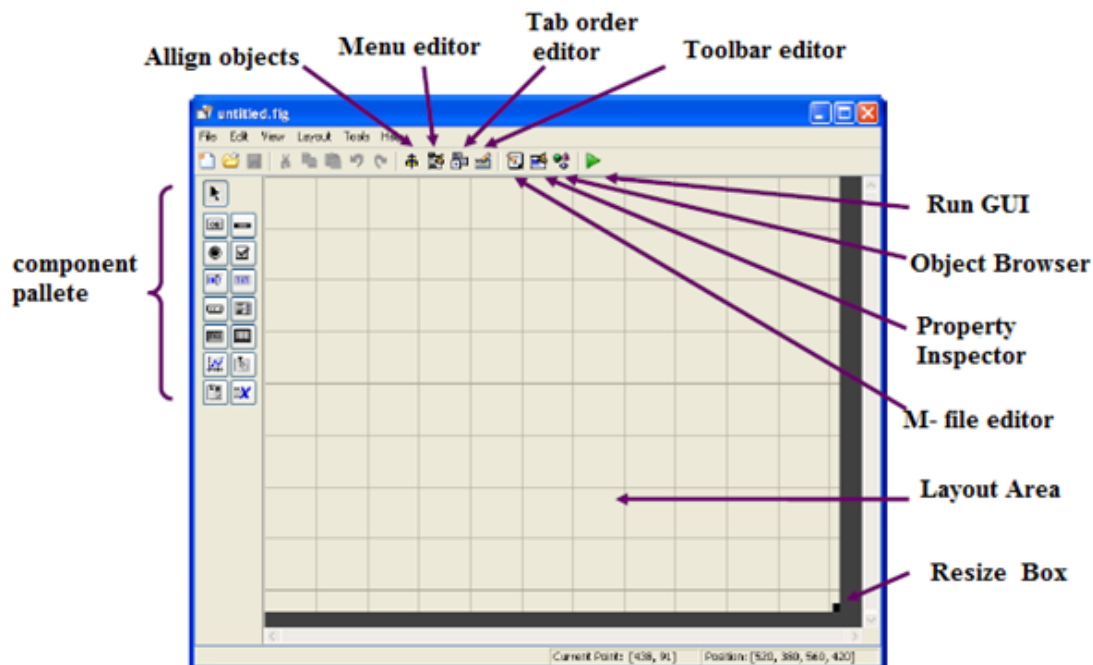 Tab order
editor
Menu editor
Toolbar editor
Allign objects
untitled.fig
File Edit View Layout Tools Help
OK
Run GUI
Object Browser
component
pallete
Property
Inspector
M- file editor
Layout Area
Resize Box
Current Point: [438, 91] Position: [520, 380, 560, 420]